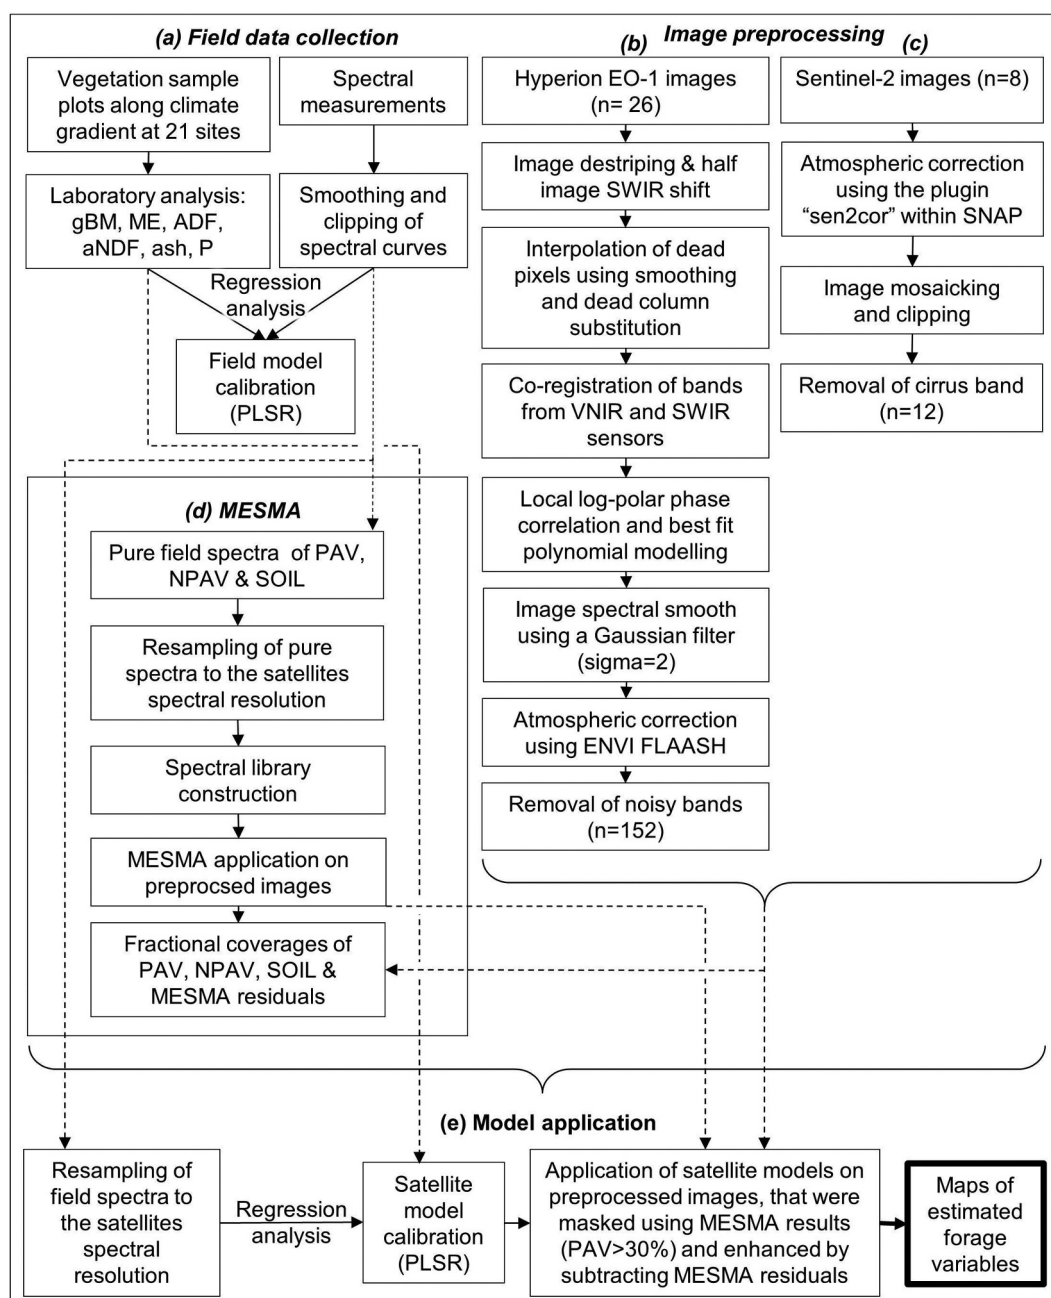 (a) Field data collection
Vegetation sample
plots along climate
gradient at 21 sites
Spectral
measurements
Laboratory analysis:
gBM, ME, ADF,
aNDF, ash, P
Smoothing and
clipping of
spectral curves
Regression
analysis
Field model
calibration
(PLSR)
Image preprocessing
(b)
Hyperion EO-1 images
(n= 26)
Image destriping & half
image SWIR shift
Interpolation of dead
pixels using smoothing
and dead column
substitution
Co-registration of bands
from VNIR and SWIR
sensors
Local log-polar phase
correlation and best fit
polynomial modelling
Image spectral smooth
using a Gaussian filter
(sigma=2)
Atmospheric correction
using ENVI FLAASH
Removal of noisy bands
(n=152)
(c)
Sentinel-2 images (n=8)
Atmospheric correction
using the plugin
“sen2cor” within SNAP
Image mosaicking
and clipping
Removal of cirrus band
(n=12)
(d) MESMA
Pure field spectra of PAV,
NPAV & SOIL
Resampling of pure
spectra to the satellites
spectral resolution
Spectral library
construction
MESMA application on
preprocsed images
Fractional coverages of
PAV, NPAV, SOIL &
MESMA residuals
(e) Model application
Resampling of
field spectra to
the satellites
spectral
resolution
Regression
analysis
Satellite
model
calibration
(PLSR)
Application of satellite models on
preprocessed images, that were
masked using MESMA results
(PAV>30%) and enhanced by
subtracting MESMA residuals
Maps of
estimated
forage
variables